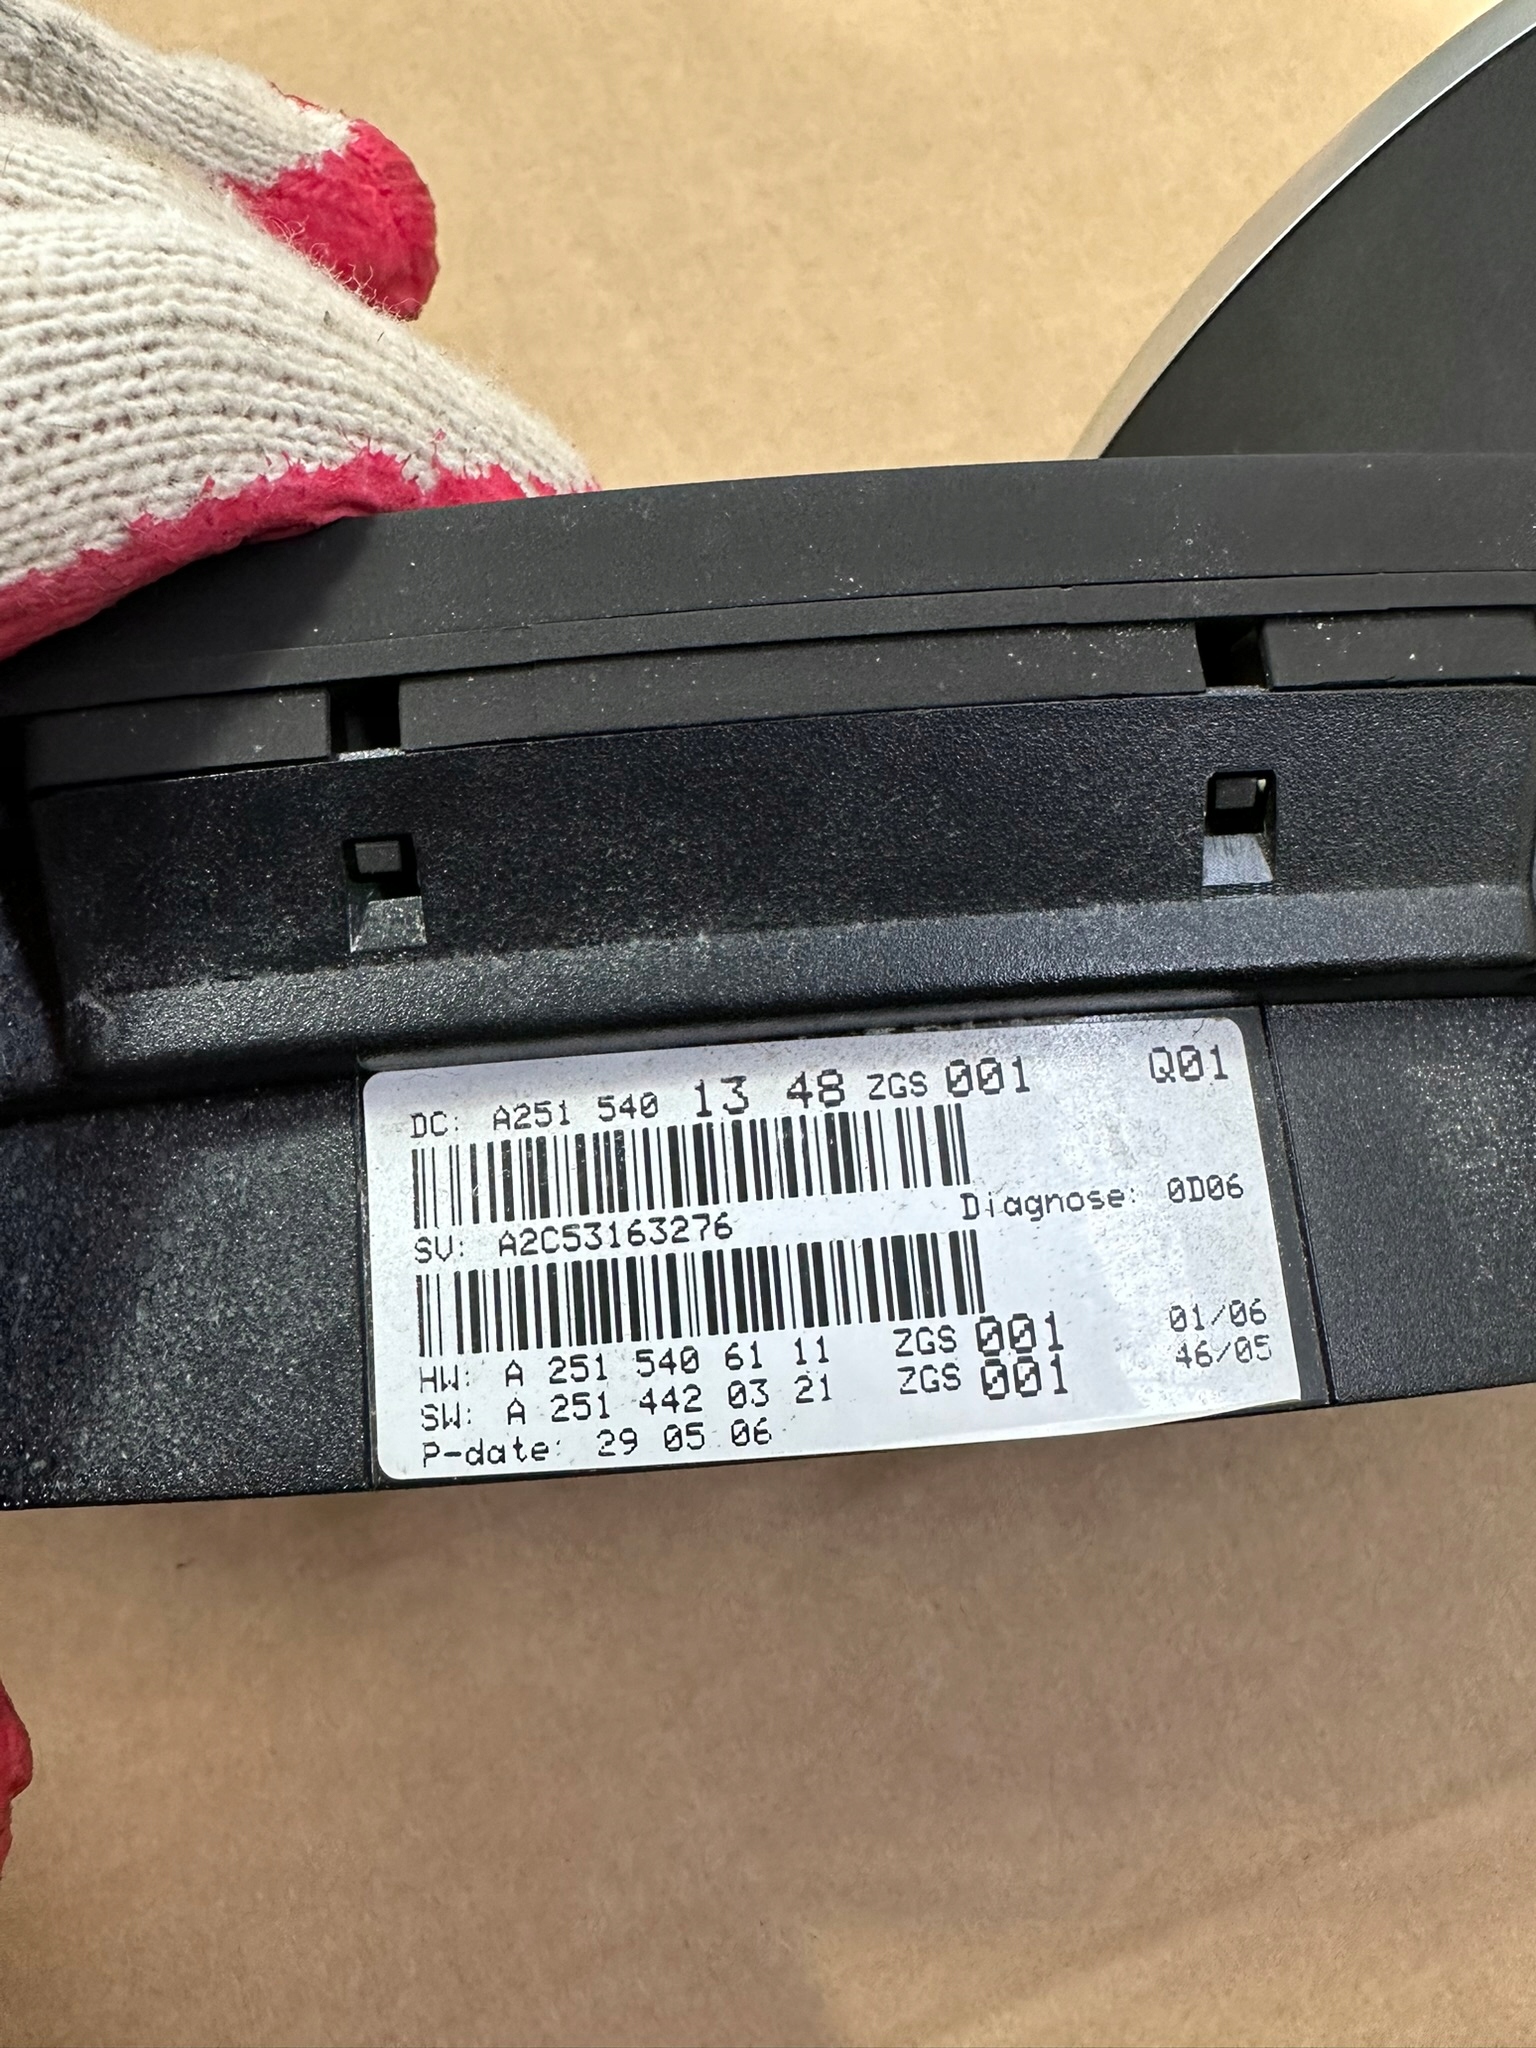 DC: A251 540 13 48 ZGS 001 Q01
SV: A2C53163276 Diagnose: 0D06
HW: A 251 540 61 11 ZGS 001 01/06
SW: A 251 442 03 21 ZGS 001 46/05
P-date: 29 05 06